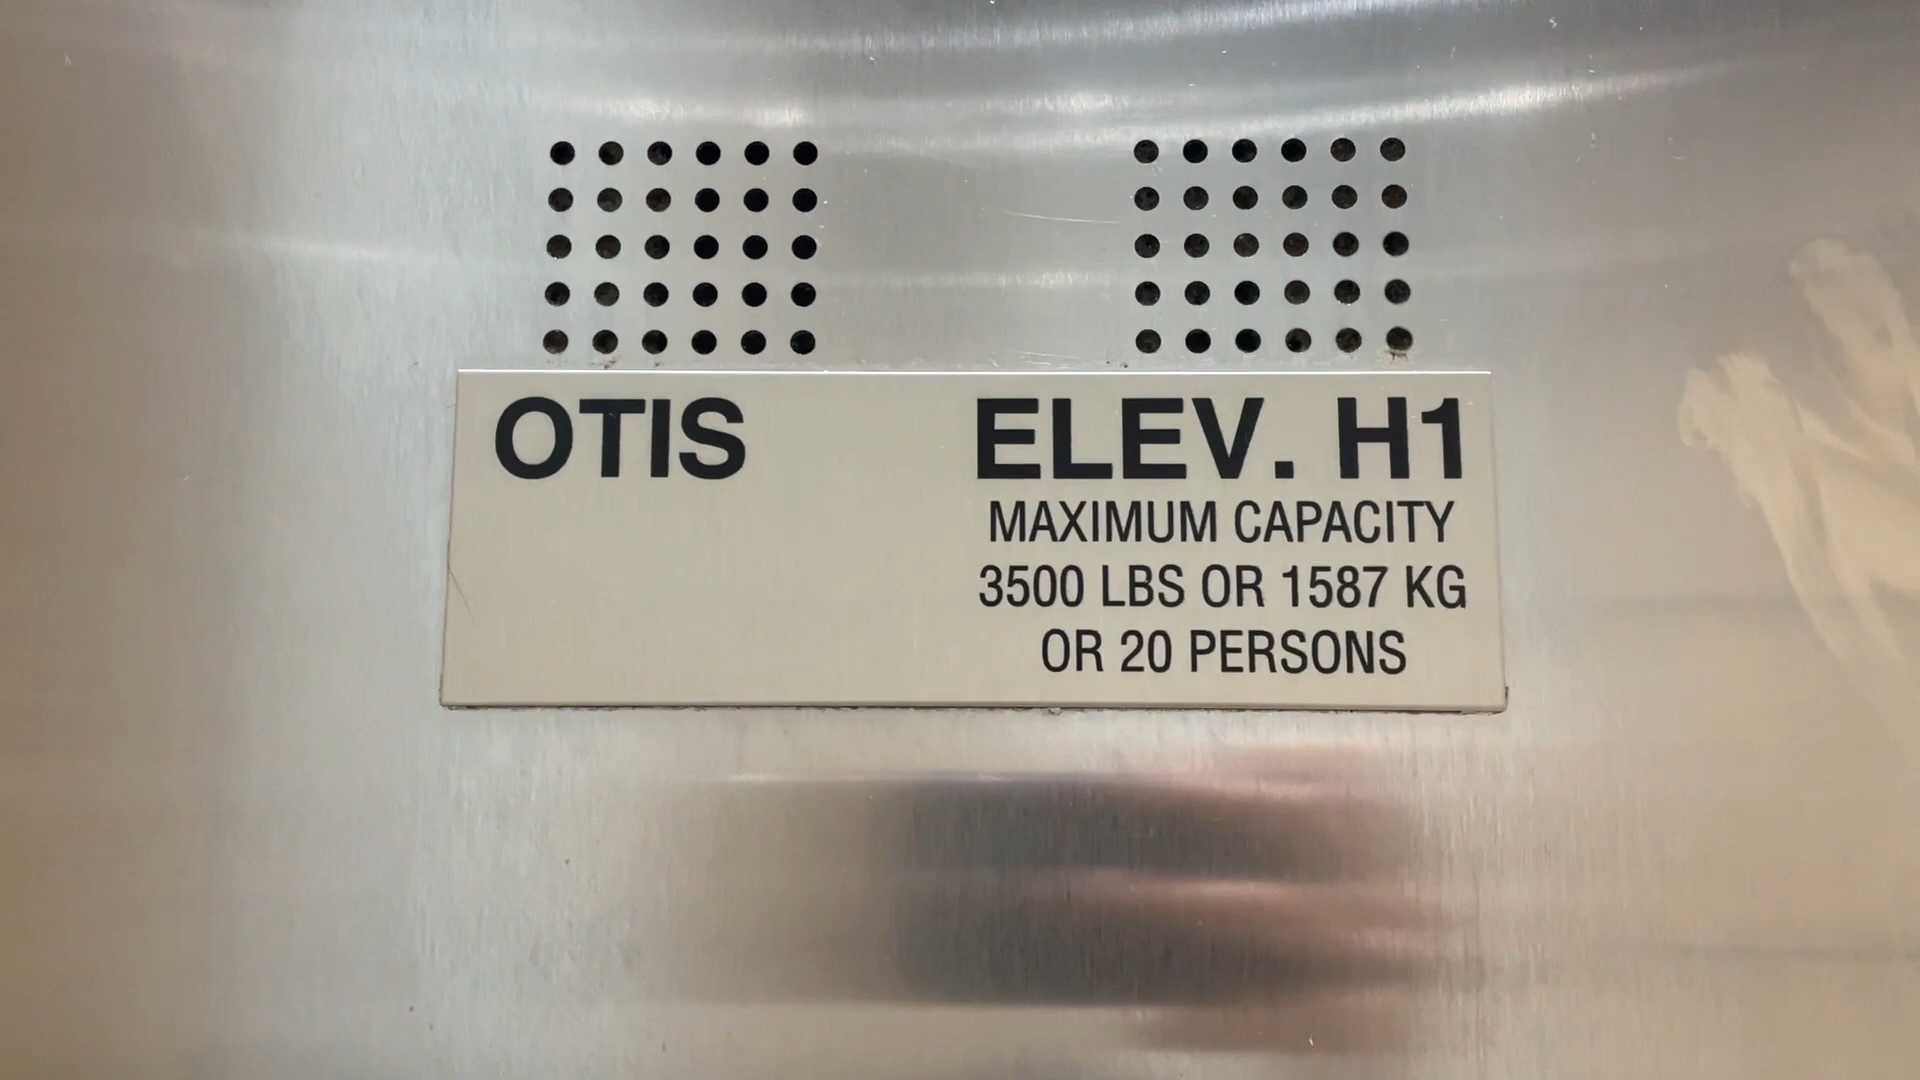 OTIS ELEV. H1
MAXIMUM CAPACITY
3500 LBS OR 1587 KG
OR 20 PERSONS